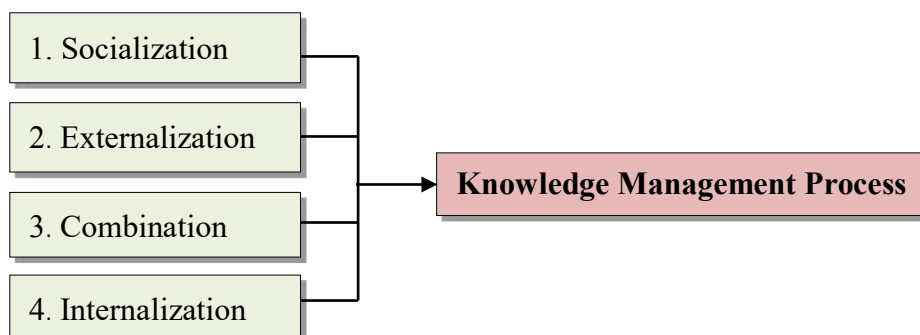 1. Socialization
2. Externalization
Knowledge Management Process
3. Combination
4. Internalization